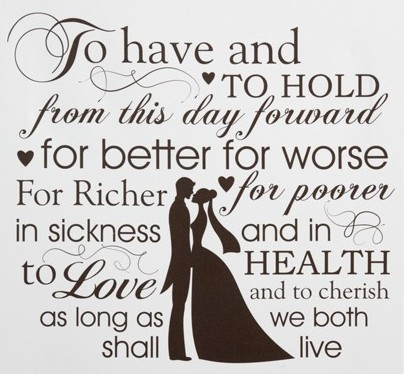 To have and
TO HOLD
from this day forward
for better for worse
For Richer for poorer
in sickness and in
to Love HEALTH
and to cherish
as long as we both
shall live